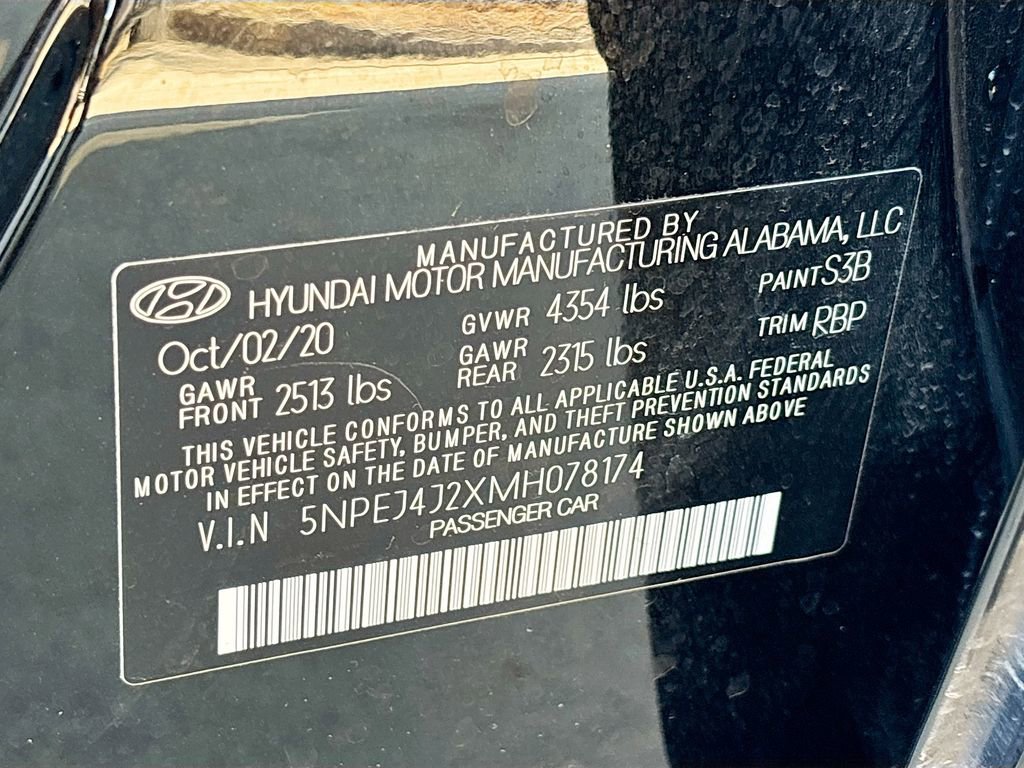 MANUFACTURED BY
HYUNDAI MOTOR MANUFACTURING ALABAMA, LLC
Oct/02/20 GVWR 4354 lbs PAINT S3B
GAWR FRONT 2513 lbs GAWR REAR 2315 lbs TRIM RBP
THIS VEHICLE CONFORMS TO ALL APPLICABLE U.S.A. FEDERAL
MOTOR VEHICLE SAFETY, BUMPER, AND THEFT PREVENTION STANDARDS
IN EFFECT ON THE DATE OF MANUFACTURE SHOWN ABOVE
V.I.N 5NPEJ4J2XMH078174
PASSENGER CAR